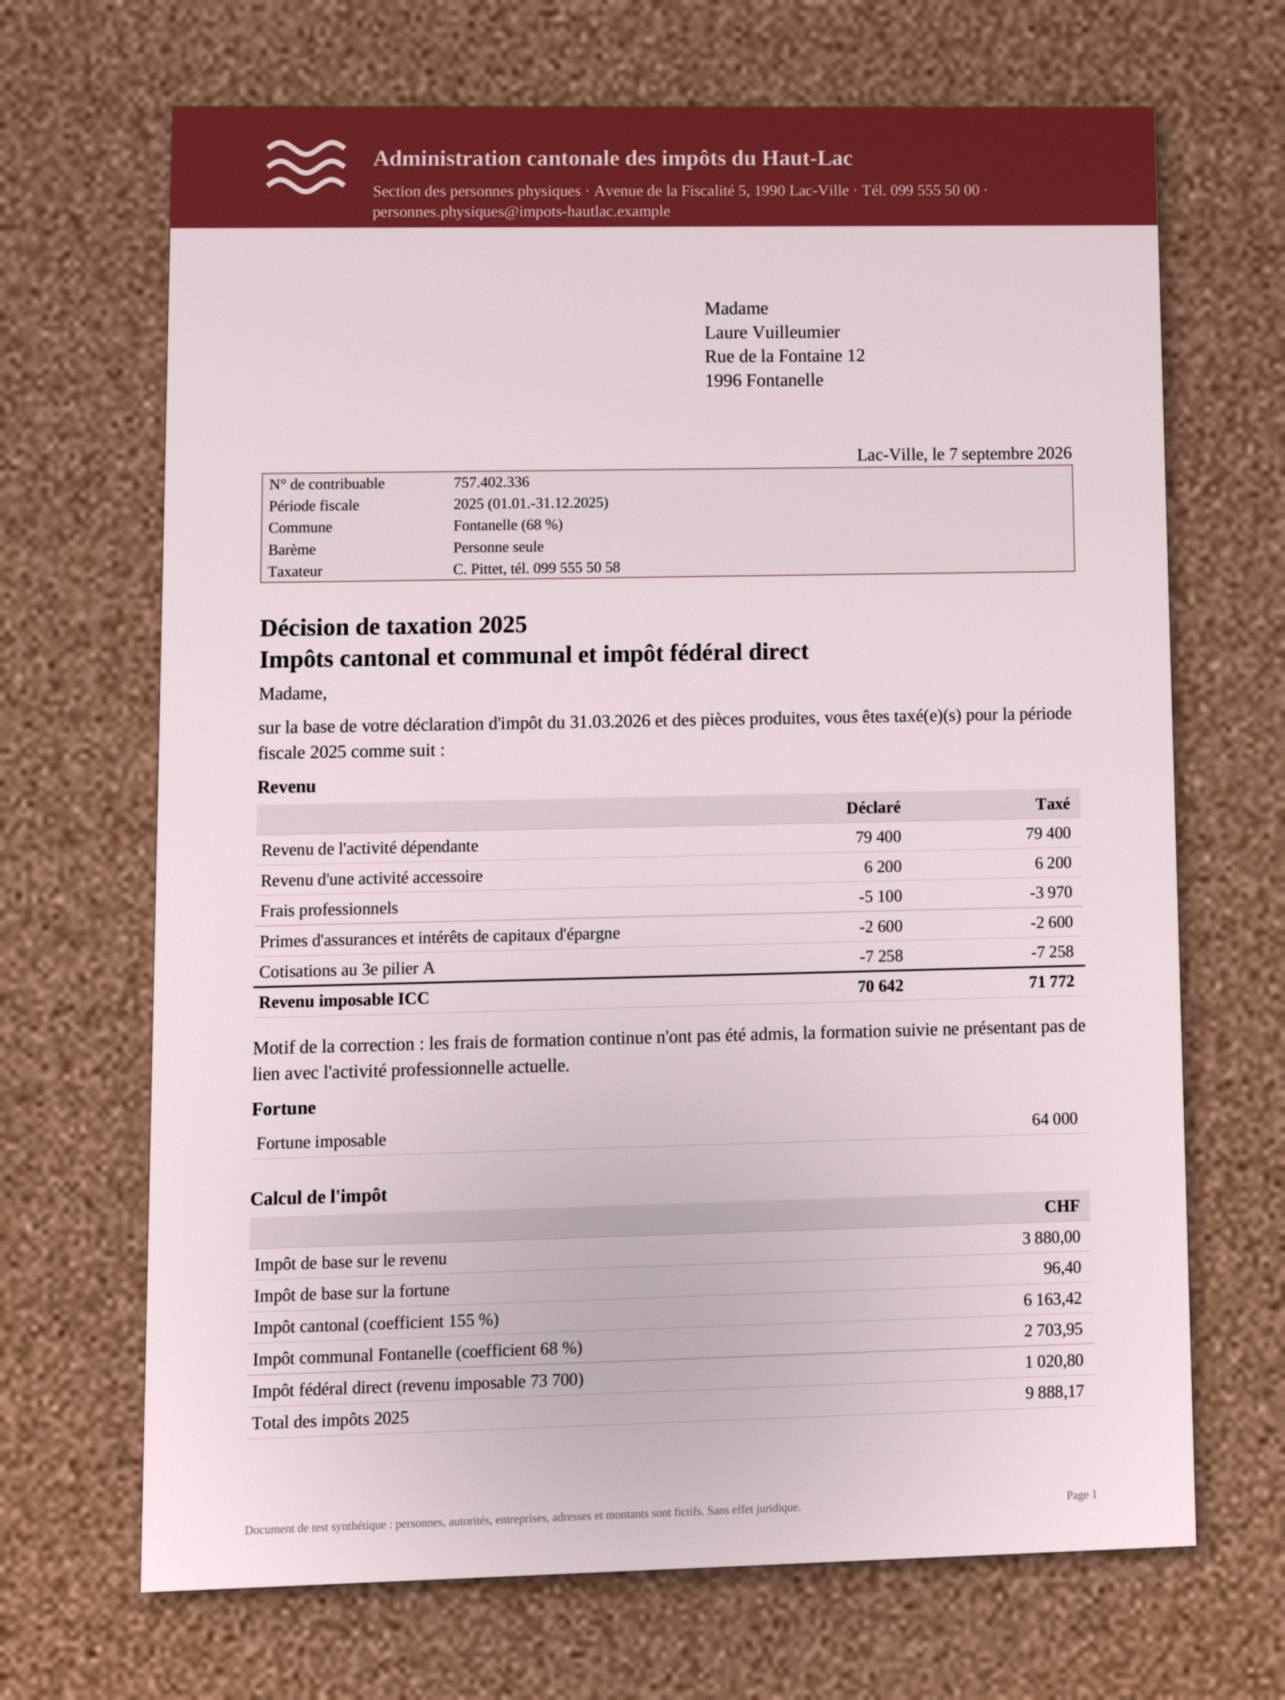 Administration cantonale des impôts du Haut-Lac
Section des personnes physiques · Avenue de la Fiscalité 5, 1990 Lac-Ville · Tél. 099 555 50 00 ·
personnes.physiques@impots-hautlac.example
Madame
Laure Vuilleumier
Rue de la Fontaine 12
1996 Fontanelle
Lac-Ville, le 7 septembre 2026
N° de contribuable 757.402.336
Période fiscale 2025 (01.01.-31.12.2025)
Commune Fontanelle (68 %)
Barème Personne seule
Taxateur C. Pittet, tél. 099 555 50 58
Décision de taxation 2025
Impôts cantonal et communal et impôt fédéral direct
Madame,
sur la base de votre déclaration d'impôt du 31.03.2026 et des pièces produites, vous êtes taxé(e)(s) pour la période
fiscale 2025 comme suit :
Revenu
Déclaré Taxé
Revenu de l'activité dépendante 79 400 79 400
Revenu d'une activité accessoire 6 200 6 200
Frais professionnels -5 100 -3 970
Primes d'assurances et intérêts de capitaux d'épargne -2 600 -2 600
Cotisations au 3e pilier A -7 258 -7 258
Revenu imposable ICC 70 642 71 772
Motif de la correction : les frais de formation continue n'ont pas été admis, la formation suivie ne présentant pas de
lien avec l'activité professionnelle actuelle.
Fortune
Fortune imposable 64 000
Calcul de l'impôt
CHF
Impôt de base sur le revenu 3 880,00
Impôt de base sur la fortune 96,40
Impôt cantonal (coefficient 155 %) 6 163,42
Impôt communal Fontanelle (coefficient 68 %) 2 703,95
Impôt fédéral direct (revenu imposable 73 700) 1 020,80
Total des impôts 2025 9 888,17
Document de test synthétique : personnes, autorités, entreprises, adresses et montants sont fictifs. Sans effet juridique.
Page 1